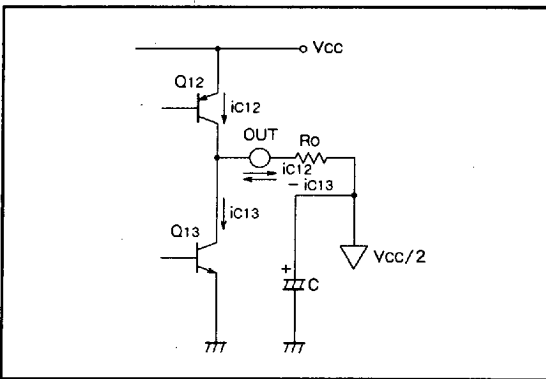 Vcc
Q12
iC12
OUT
Ro
iC12
− iC13
iC13
Q13
Vcc/2
+
C